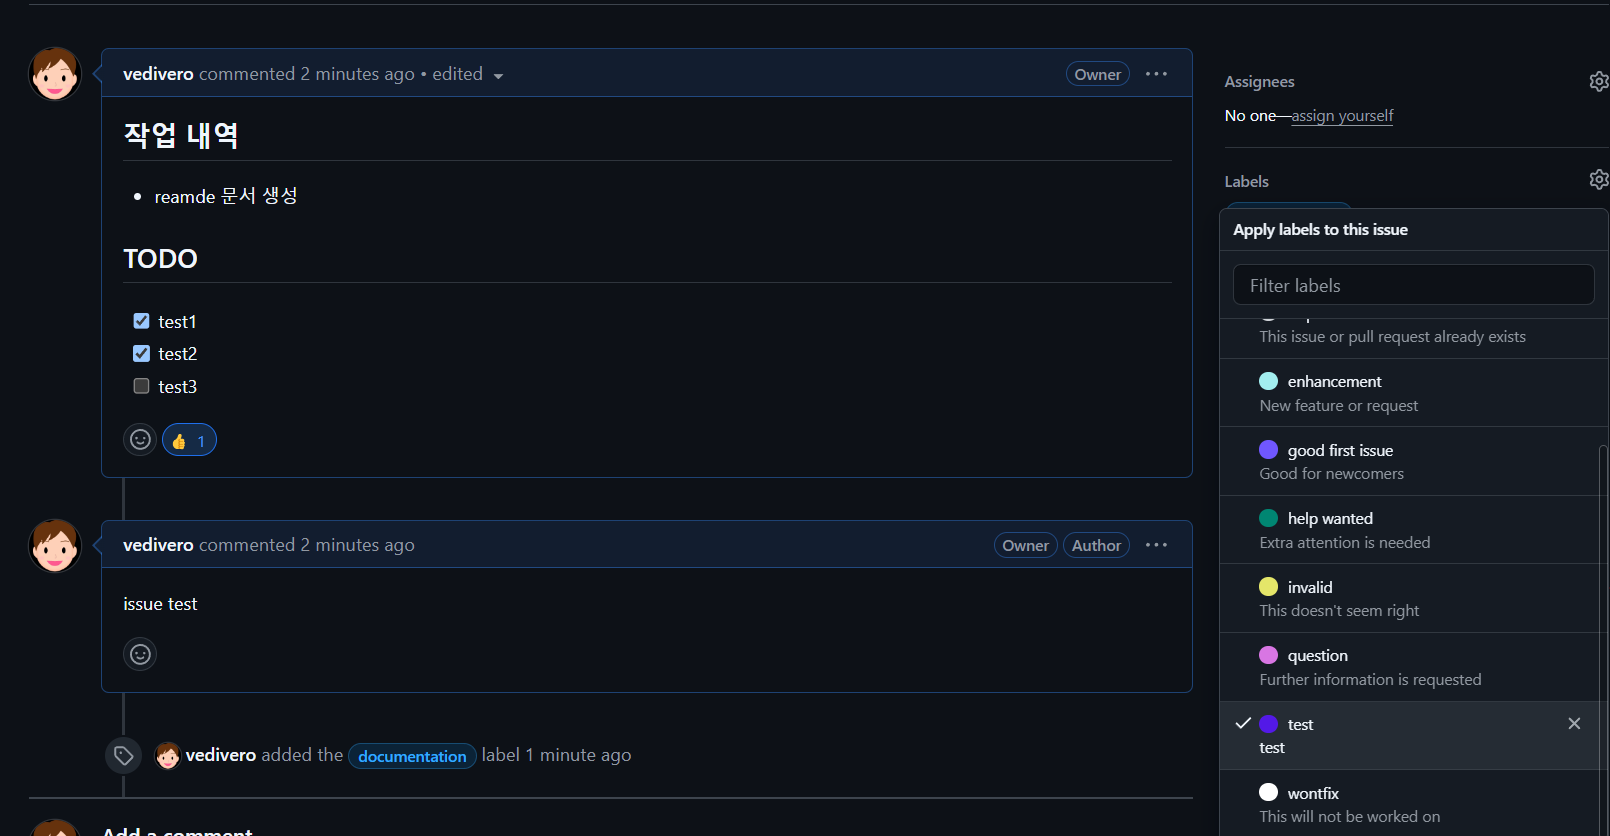 vedivero commented 2 minutes ago • edited
Owner
작업 내역
reamde 문서 생성
TODO
test1
test2
test3
👍 1
vedivero commented 2 minutes ago
Owner Author
issue test
vedivero added the documentation label 1 minute ago
Add a comment
Assignees
No one—assign yourself
Labels
Apply labels to this issue
Filter labels
This issue or pull request already exists
enhancement
New feature or request
good first issue
Good for newcomers
help wanted
Extra attention is needed
invalid
This doesn't seem right
question
Further information is requested
test
test
wontfix
This will not be worked on